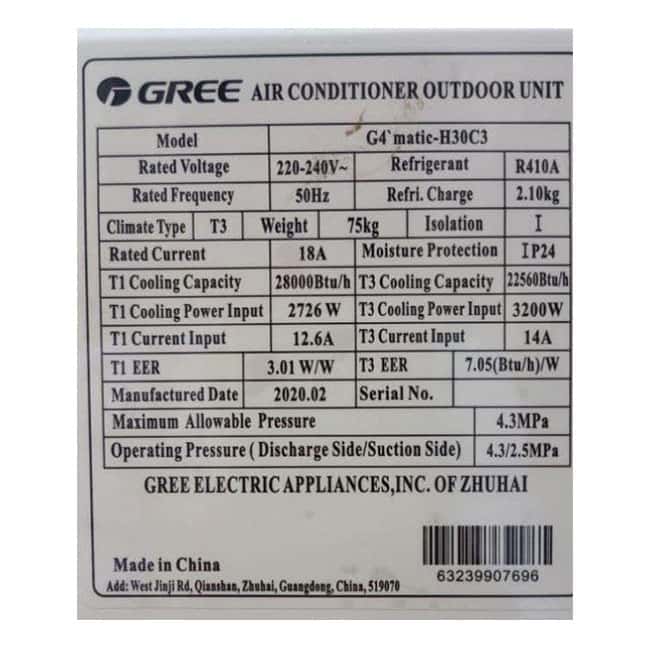 GREE AIR CONDITIONER OUTDOOR UNIT
Model G4`matic-H30C3
Rated Voltage 220-240V~ Refrigerant R410A
Rated Frequency 50Hz Refri. Charge 2.10kg
Climate Type T3 Weight 75kg Isolation I
Rated Current 18A Moisture Protection IP24
T1 Cooling Capacity 28000Btu/h T3 Cooling Capacity 22560Btu/h
T1 Cooling Power Input 2726 W T3 Cooling Power Input 3200W
T1 Current Input 12.6A T3 Current Input 14A
T1 EER 3.01 W/W T3 EER 7.05(Btu/h)/W
Manufactured Date 2020.02 Serial No.
Maximum Allowable Pressure 4.3MPa
Operating Pressure ( Discharge Side/Suction Side) 4.3/2.5MPa
GREE ELECTRIC APPLIANCES,INC. OF ZHUHAI
Made in China
63239907696
Add: West Jinji Rd, Qianshan, Zhuhai, Guangdong, China, 519070